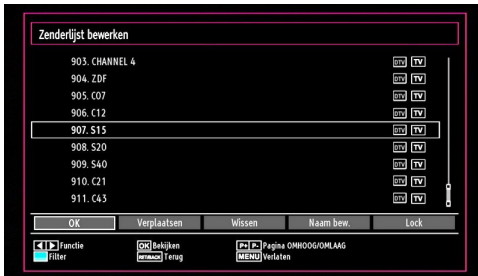 Zenderlijst bewerken
903. CHANNEL 4 DTV TV
904. ZDF DTV TV
905. C07 DTV TV
906. C12 DTV TV
907. S15 DTV TV
908. S20 DTV TV
909. S40 DTV TV
910. C21 DTV TV
911. C43 DTV TV
OK Verplaatsen Wissen Naam bew. Lock
Functie OK Bekijken P+ P- Pagina OMHOOG/OMLAAG
Filter RET/BACK Terug MENU Verlaten